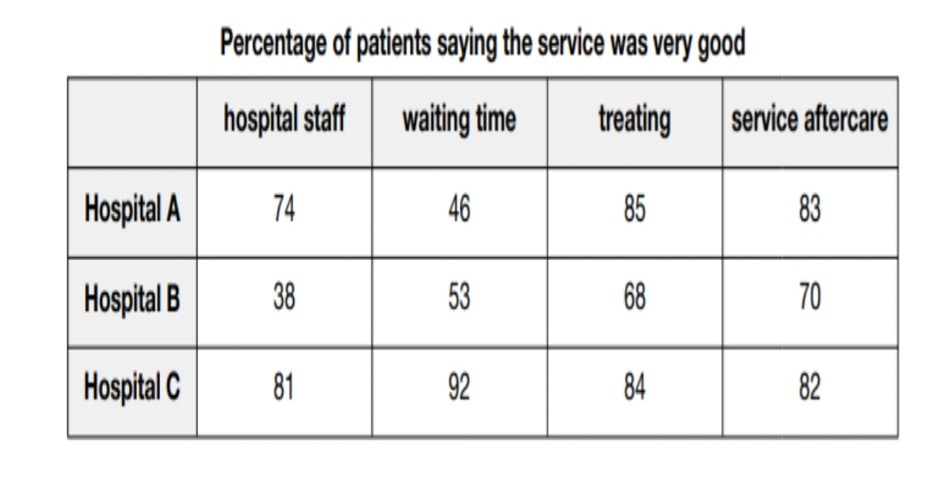 Percentage of patients saying the service was very good
hospital staff waiting time treating service aftercare
Hospital A 74 46 85 83
Hospital B 38 53 68 70
Hospital C 81 92 84 82